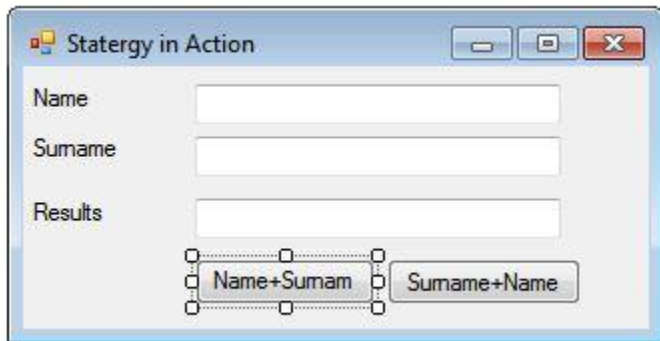 Statergy in Action
Name
Surname
Results
Name+Surnam
Surname+Name